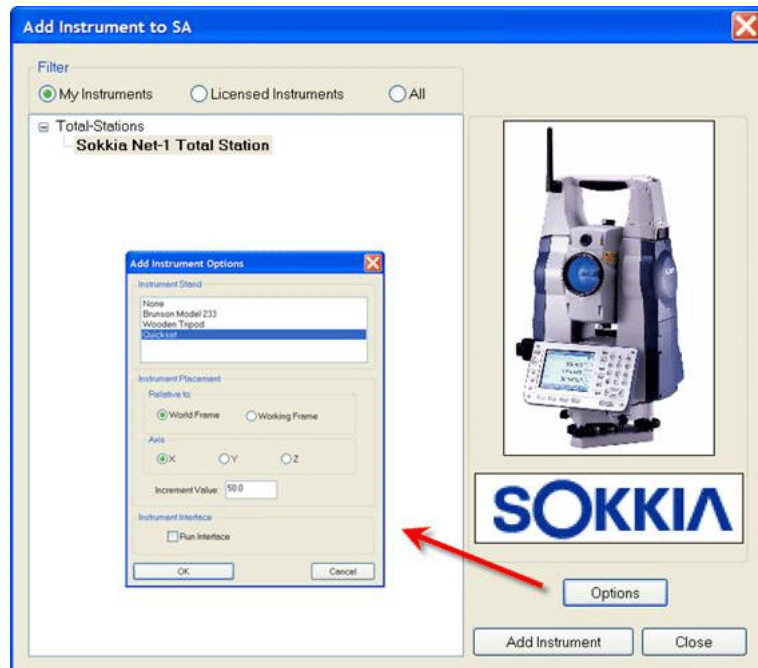 Add Instrument to SA
Filter
My Instruments Licensed Instruments All
Total-Stations
Sokkia Net-1 Total Station
Add Instrument Options
Instrument Stand
None
Brunson Model 233
Wooden Tripod
Quickset
Instrument Placement
Relative to:
World Frame Working Frame
Axis
X Y Z
Increment Value: 50.0
Instrument Interface
Run Interface
OK Cancel
SOKKIA
Options
Add Instrument Close